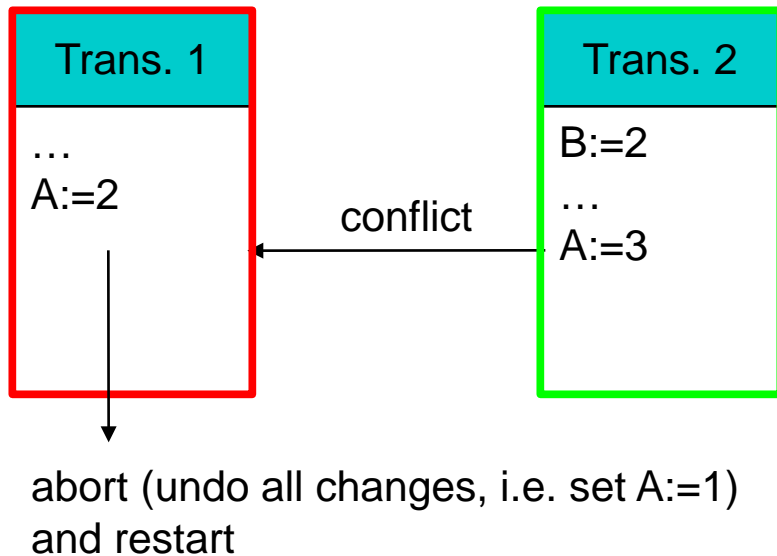 Trans. 1
…
A:=2
conflict
Trans. 2
B:=2
…
A:=3
abort (undo all changes, i.e. set A:=1)
and restart